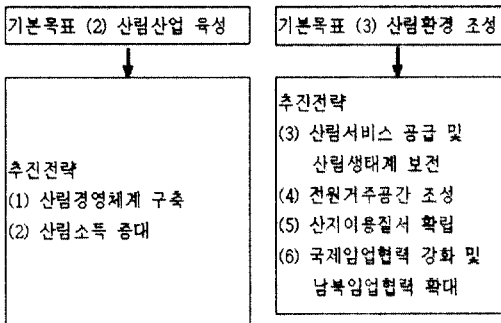 기본목표 (2) 산림산업 육성
추진전략
(1) 산림경영체계 구축
(2) 산림소득 증대
기본목표 (3) 산림환경 조성
추진전략
(3) 산림서비스 공급 및
산림생태계 보전
(4) 전원거주공간 조성
(5) 산지이용질서 확립
(6) 국제임업협력 강화 및
남북임업협력 확대